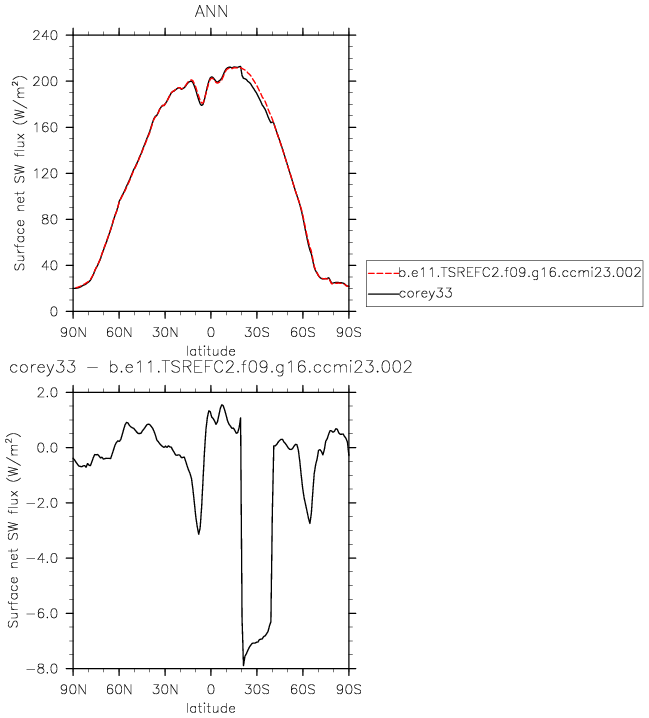 ANN
240
200
160
120
80
40
0
Surface net SW flux (W/m²)
90N 60N 30N 0 30S 60S 90S
latitude
b.e11.TSREFC2.f09.g16.ccmi23.002
corey33
corey33 − b.e11.TSREFC2.f09.g16.ccmi23.002
2.0
0.0
−2.0
−4.0
−6.0
−8.0
Surface net SW flux (W/m²)
90N 60N 30N 0 30S 60S 90S
latitude